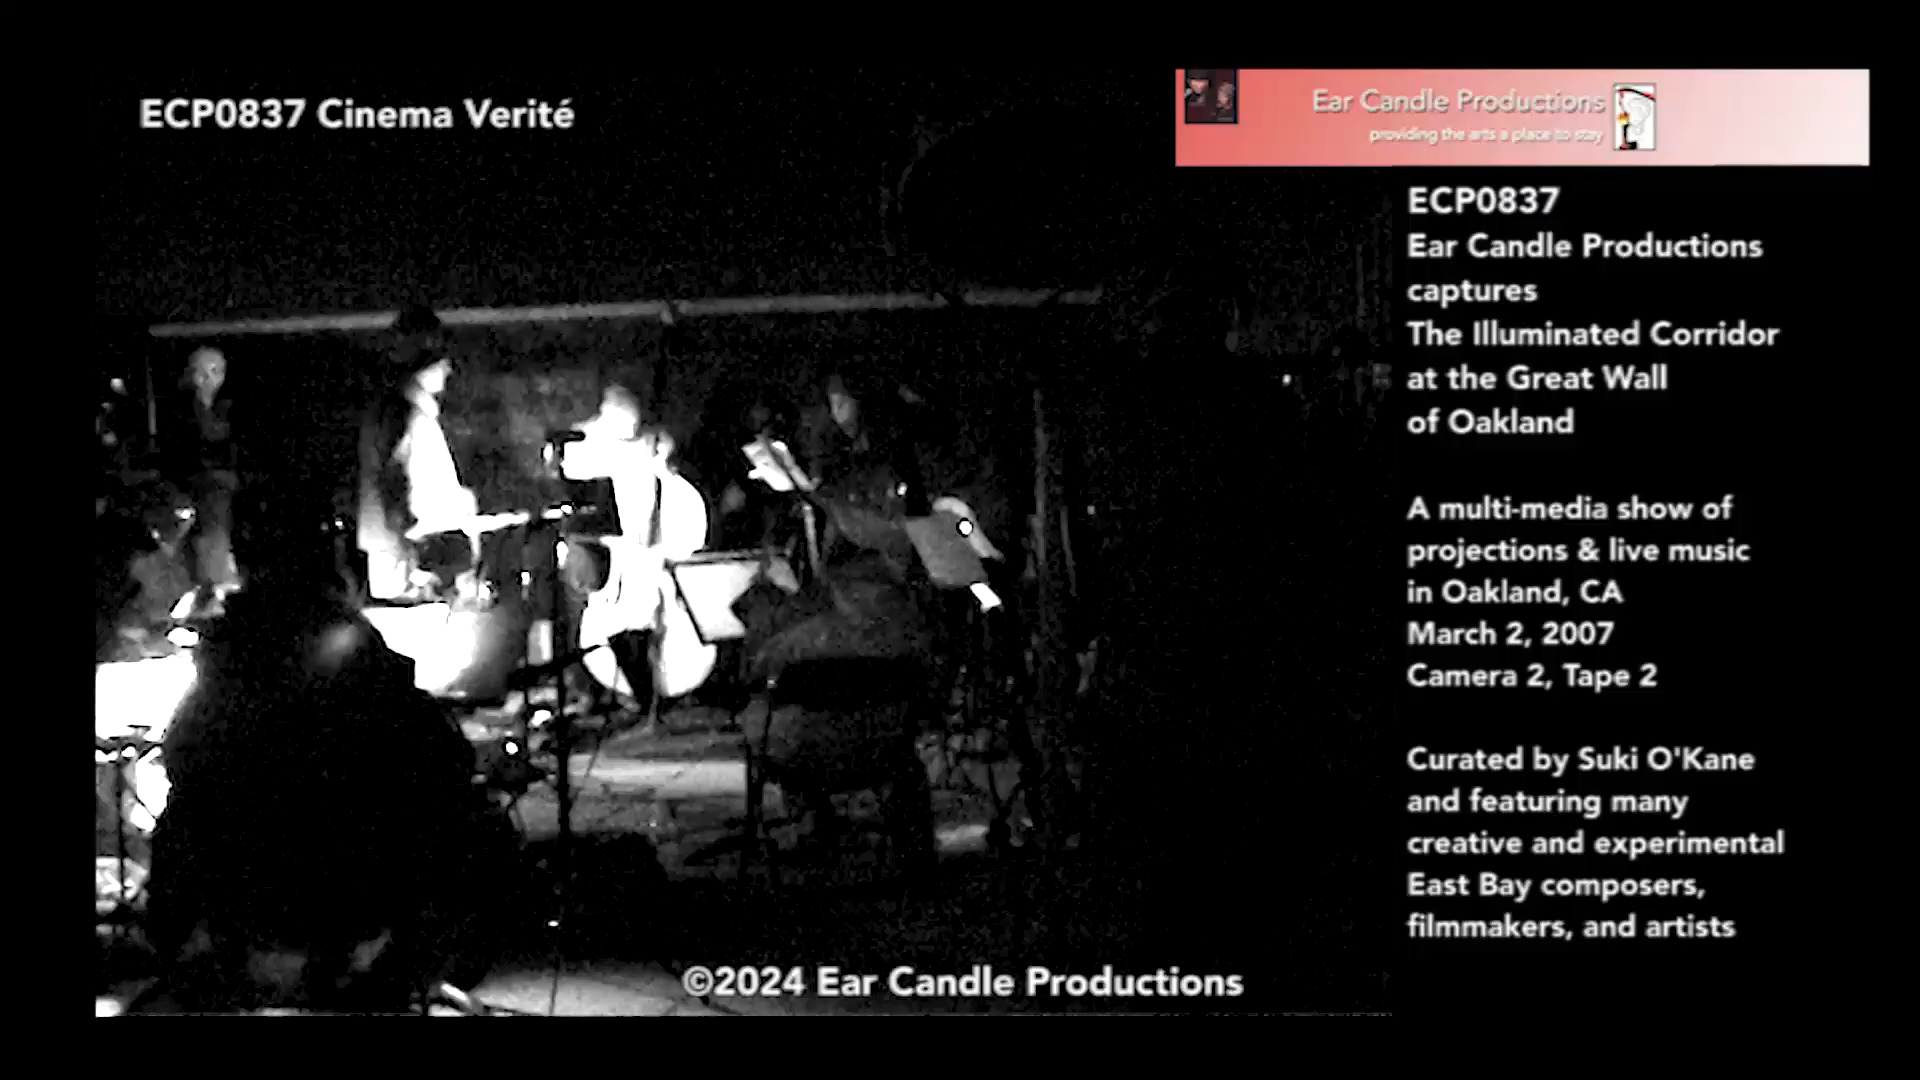 ECP0837 Cinema Verité
Ear Candle Productions
providing the arts a place to stay
ECP0837
Ear Candle Productions
captures
The Illuminated Corridor
at the Great Wall
of Oakland
A multi-media show of
projections & live music
in Oakland, CA
March 2, 2007
Camera 2, Tape 2
Curated by Suki O'Kane
and featuring many
creative and experimental
East Bay composers,
filmmakers, and artists
©2024 Ear Candle Productions